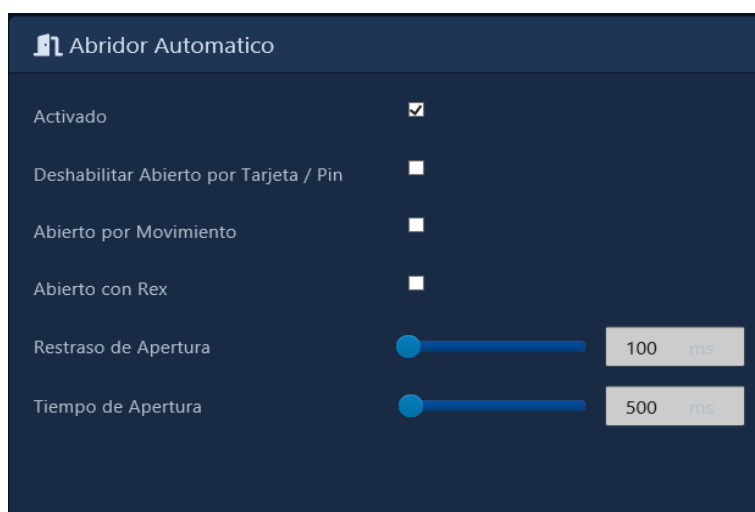 Abridor Automatico
Activado
Deshabilitar Abierto por Tarjeta / Pin
Abierto por Movimiento
Abierto con Rex
Restraso de Apertura 100 ms
Tiempo de Apertura 500 ms